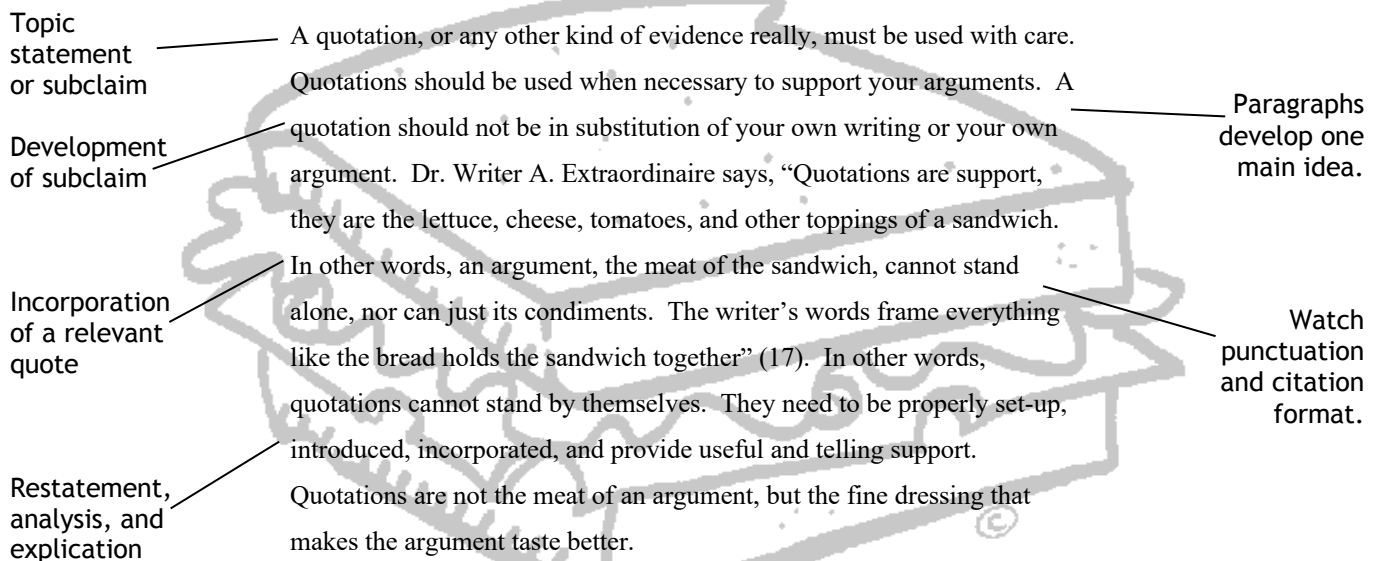 Topic
statement
or subclaim
Development
of subclaim
Incorporation
of a relevant
quote
Restatement,
analysis, and
explication
A quotation, or any other kind of evidence really, must be used with care.
Quotations should be used when necessary to support your arguments.  A
quotation should not be in substitution of your own writing or your own
argument.  Dr. Writer A. Extraordinaire says, “Quotations are support,
they are the lettuce, cheese, tomatoes, and other toppings of a sandwich.
In other words, an argument, the meat of the sandwich, cannot stand
alone, nor can just its condiments.  The writer’s words frame everything
like the bread holds the sandwich together” (17).  In other words,
quotations cannot stand by themselves.  They need to be properly set-up,
introduced, incorporated, and provide useful and telling support.
Quotations are not the meat of an argument, but the fine dressing that
makes the argument taste better.
Paragraphs
develop one
main idea.
Watch
punctuation
and citation
format.
©